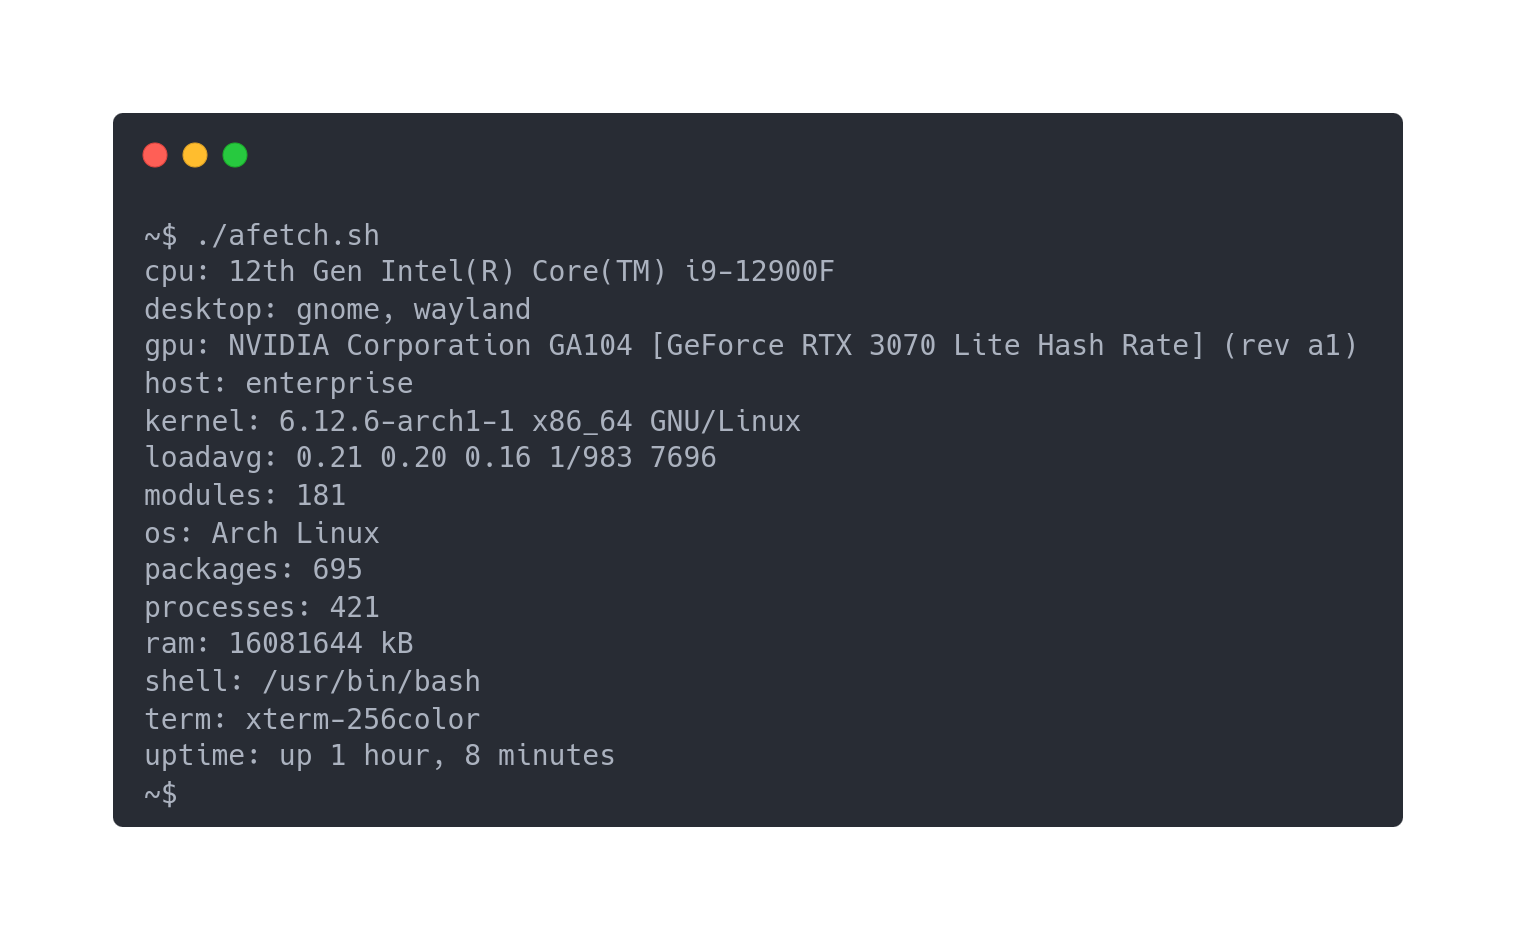 ~$ ./afetch.sh
cpu: 12th Gen Intel(R) Core(TM) i9-12900F
desktop: gnome, wayland
gpu: NVIDIA Corporation GA104 [GeForce RTX 3070 Lite Hash Rate] (rev a1)
host: enterprise
kernel: 6.12.6-arch1-1 x86_64 GNU/Linux
loadavg: 0.21 0.20 0.16 1/983 7696
modules: 181
os: Arch Linux
packages: 695
processes: 421
ram: 16081644 kB
shell: /usr/bin/bash
term: xterm-256color
uptime: up 1 hour, 8 minutes
~$